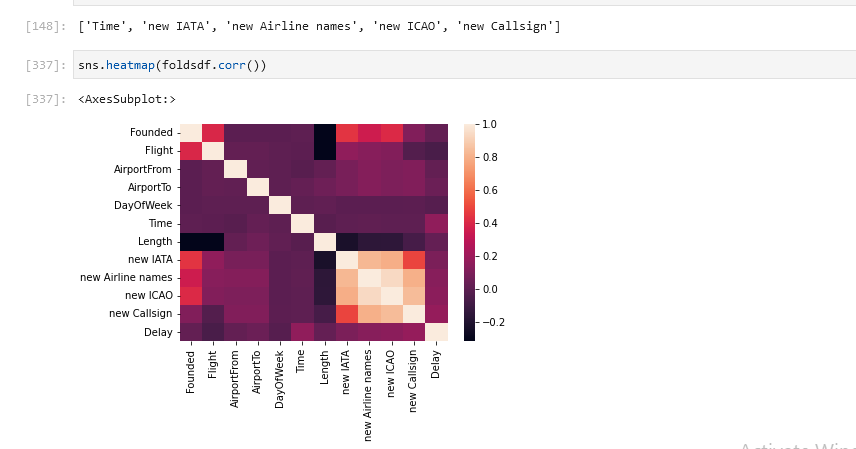 [148]: ['Time', 'new IATA', 'new Airline names', 'new ICAO', 'new Callsign']
[337]: sns.heatmap(foldsdf.corr())
[337]: <AxesSubplot:>
Founded
Flight
AirportFrom
AirportTo
DayOfWeek
Time
Length
new IATA
new Airline names
new ICAO
new Callsign
Delay
1.0
0.8
0.6
0.4
0.2
0.0
−0.2
Founded
Flight
AirportFrom
AirportTo
DayOfWeek
Time
Length
new IATA
new Airline names
new ICAO
new Callsign
Delay